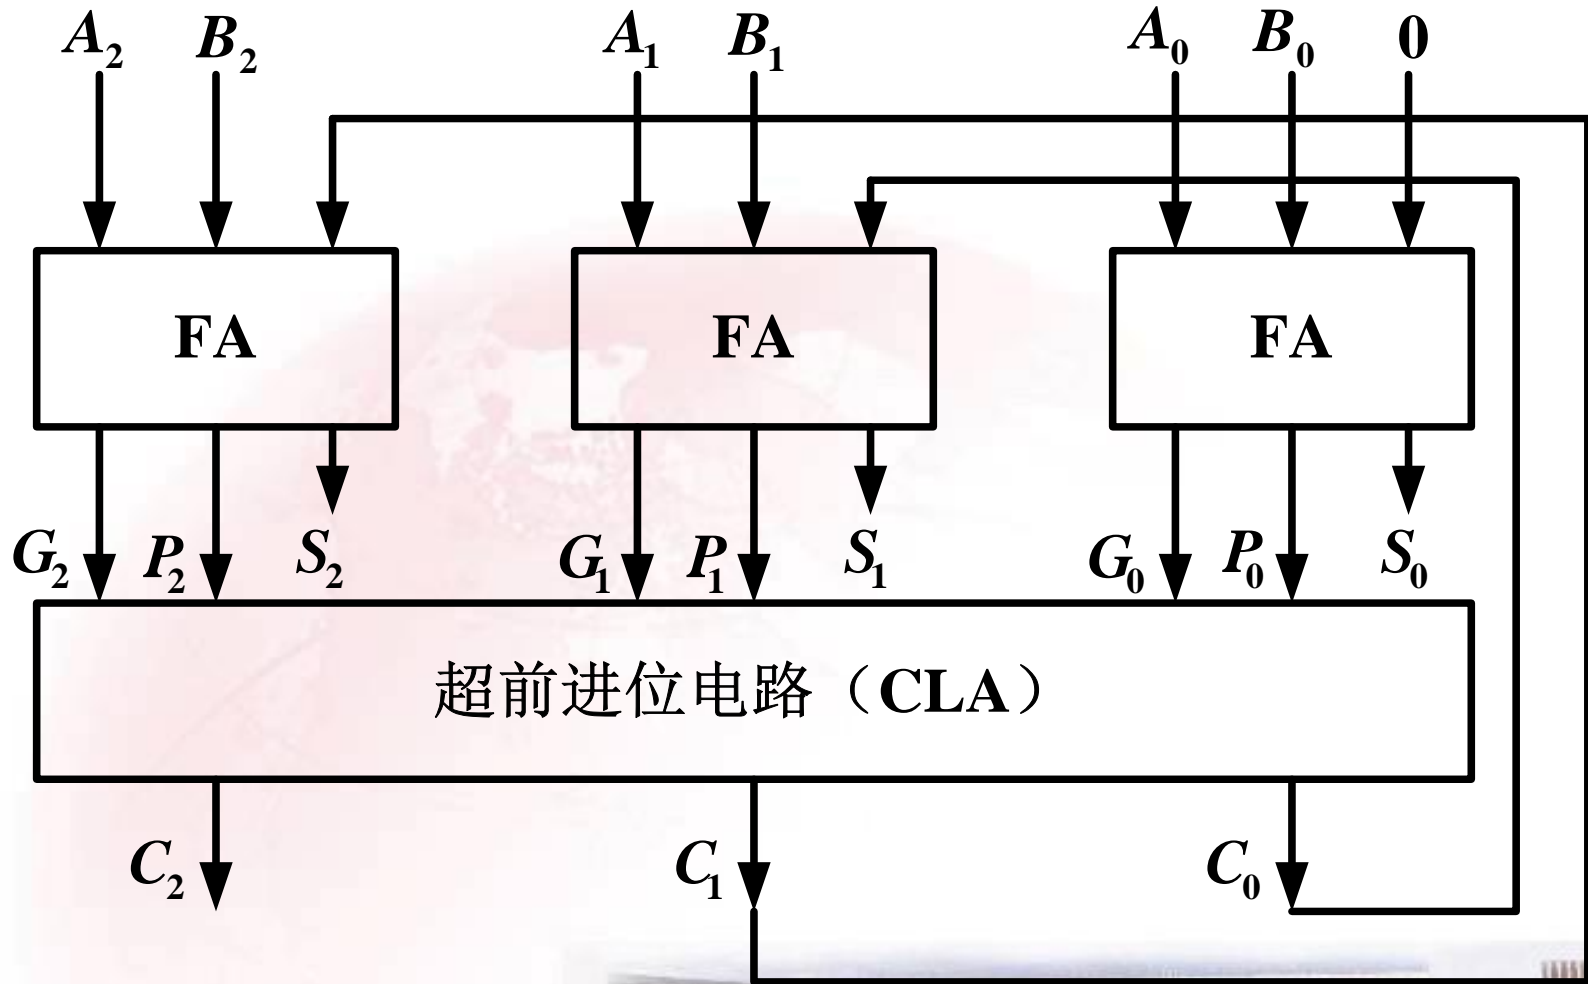 A₂ B₂ A₁ B₁ A₀ B₀ 0
FA FA FA
G₂ P₂ S₂ G₁ P₁ S₁ G₀ P₀ S₀
超前进位电路（CLA）
C₂ C₁ C₀